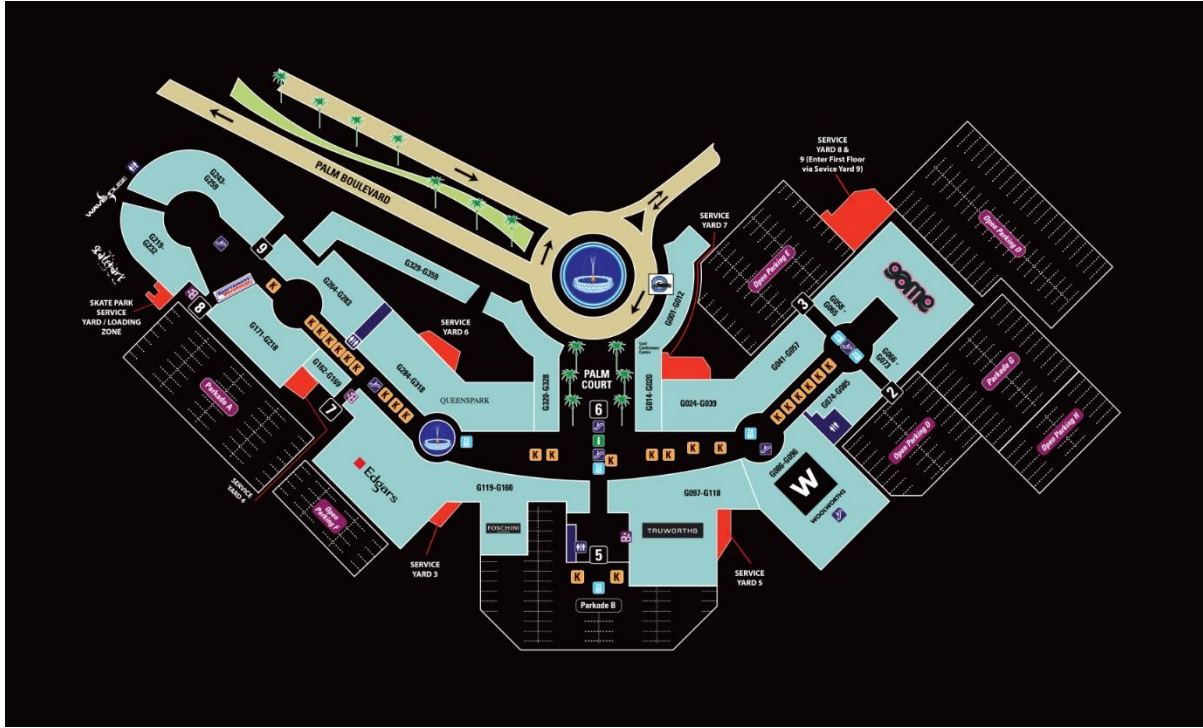 SERVICE
YARD 8 &
9 (Enter First Floor
via Sevice Yard 9)
Open Parking D
WAVEHOUSE
G243-
G259
PALM BOULEVARD
SERVICE
YARD 7
Open Parking E
game
G219-
G232
9
G329-G359
G001-G012
3
G058 -
G065
skatepark
SKATE PARK
SERVICE
YARD / LOADING
ZONE
8
K
G264-G283
SERVICE
YARD 6
G041-G057
G066 -
G073
Parkade G
G171-G218
K
K
K
K
K
K
PALM
COURT
G320-G328
G014-G020
G024-G039
K
K
K
K
K
K
G074-G085
2
Open Parking H
Parkade A
G162-G169
7
G284-G318
K
K
K
QUEENSPARK
6
i
Open Parking D
K
K
K
K
K
K
K
G086-G096
W
WOOLWORTHS
Edgars
G119-G160
G097-G118
SERVICE
YARD 4
Open
Parking F
FOSCHINI
TRUWORTHS
5
SERVICE
YARD 3
SERVICE
YARD 5
K
K
Parkade B